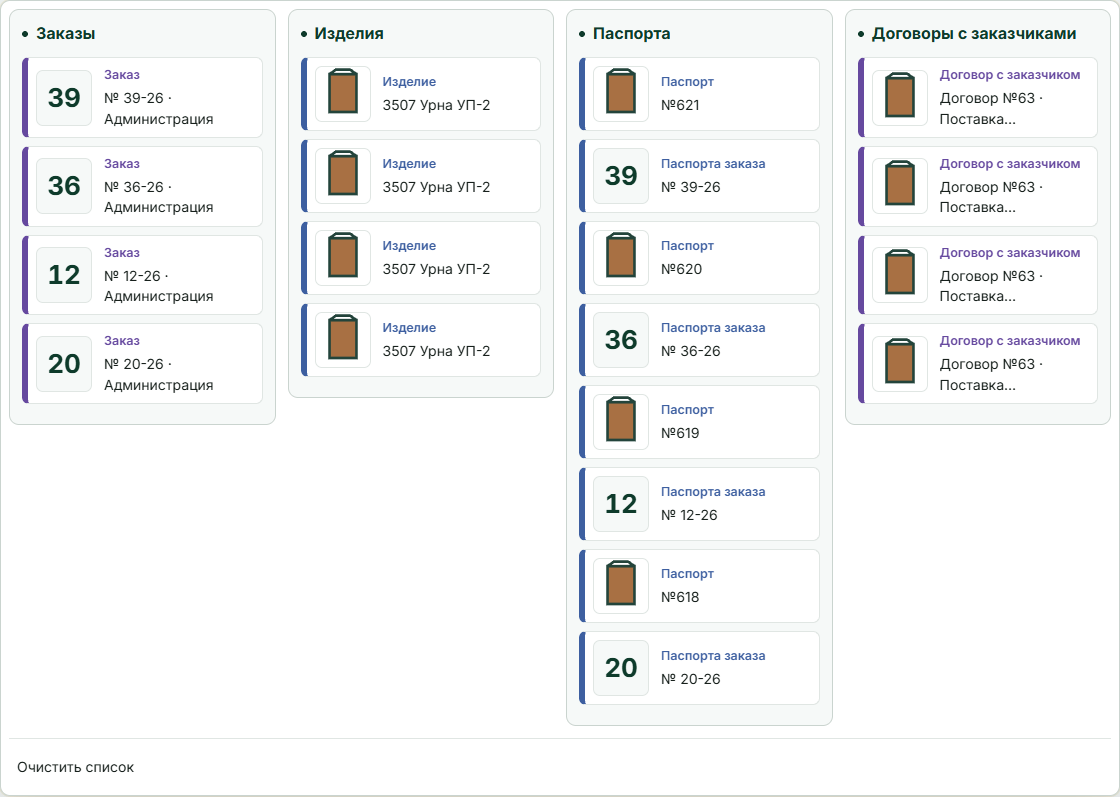 Заказы
39
Заказ
№ 39-26 ·
Администрация
36
Заказ
№ 36-26 ·
Администрация
12
Заказ
№ 12-26 ·
Администрация
20
Заказ
№ 20-26 ·
Администрация
Изделия
Изделие
3507 Урна УП-2
Изделие
3507 Урна УП-2
Изделие
3507 Урна УП-2
Изделие
3507 Урна УП-2
Паспорта
Паспорт
№621
39
Паспорта заказа
№ 39-26
Паспорт
№620
36
Паспорта заказа
№ 36-26
Паспорт
№619
12
Паспорта заказа
№ 12-26
Паспорт
№618
20
Паспорта заказа
№ 20-26
Договоры с заказчиками
Договор с заказчиком
Договор №63 ·
Поставка...
Договор с заказчиком
Договор №63 ·
Поставка...
Договор с заказчиком
Договор №63 ·
Поставка...
Договор с заказчиком
Договор №63 ·
Поставка...
Очистить список